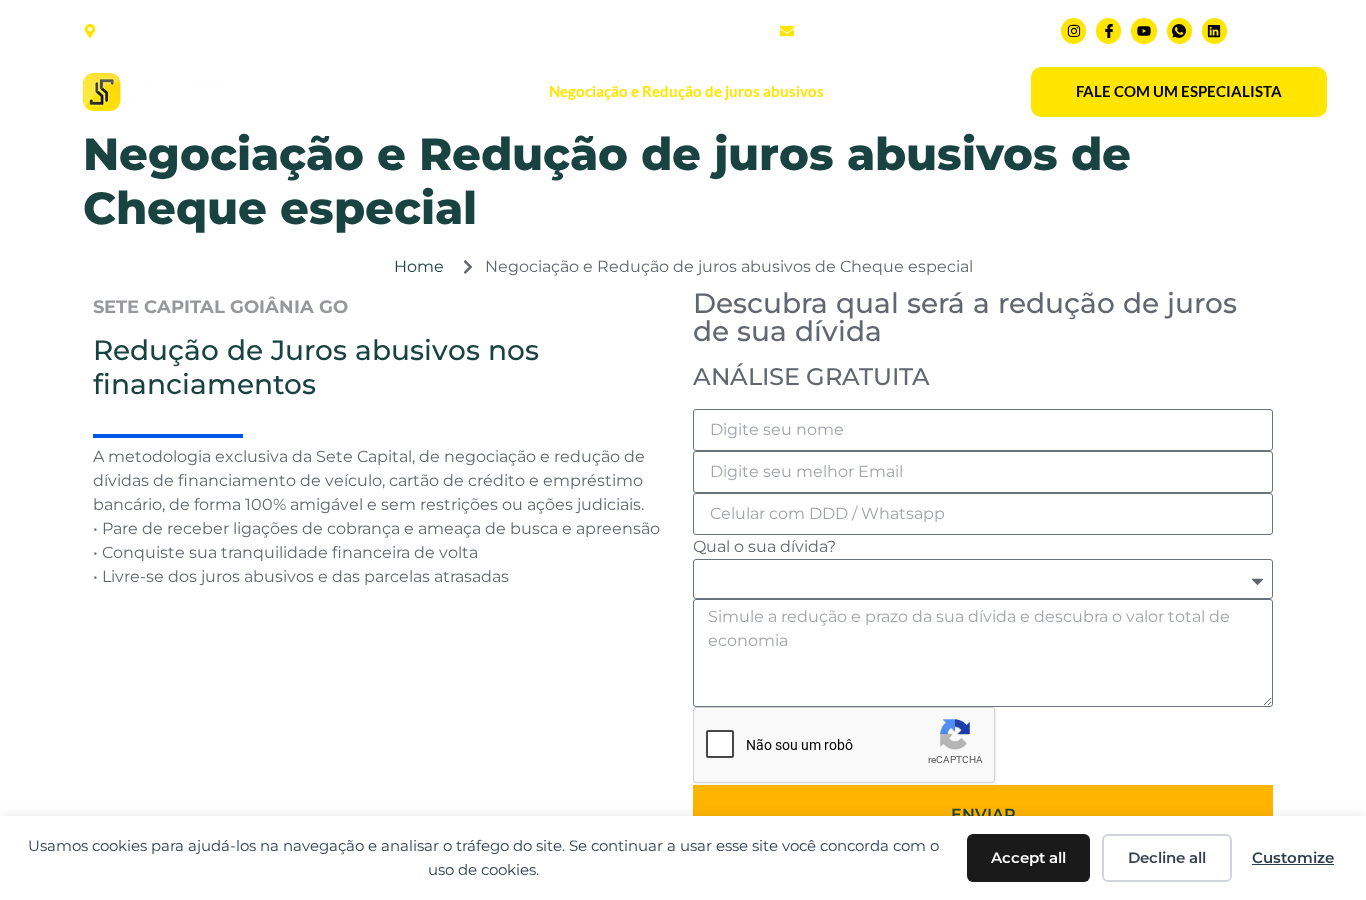 Negociação e Redução de juros abusivos
FALE COM UM ESPECIALISTA
Negociação e Redução de juros abusivos de
Cheque especial
Home
Negociação e Redução de juros abusivos de Cheque especial
SETE CAPITAL GOIÂNIA GO
Redução de Juros abusivos nos
financiamentos
A metodologia exclusiva da Sete Capital, de negociação e redução de
dívidas de financiamento de veículo, cartão de crédito e empréstimo
bancário, de forma 100% amigável e sem restrições ou ações judiciais.
• Pare de receber ligações de cobrança e ameaça de busca e apreensão
• Conquiste sua tranquilidade financeira de volta
• Livre-se dos juros abusivos e das parcelas atrasadas
Descubra qual será a redução de juros
de sua dívida
ANÁLISE GRATUITA
Digite seu nome
Digite seu melhor Email
Celular com DDD / Whatsapp
Qual o sua dívida?
Simule a redução e prazo da sua dívida e descubra o valor total de
economia
Não sou um robô
reCAPTCHA
ENVIAR
Usamos cookies para ajudá-los na navegação e analisar o tráfego do site. Se continuar a usar esse site você concorda com o
uso de cookies.
Accept all
Decline all
Customize